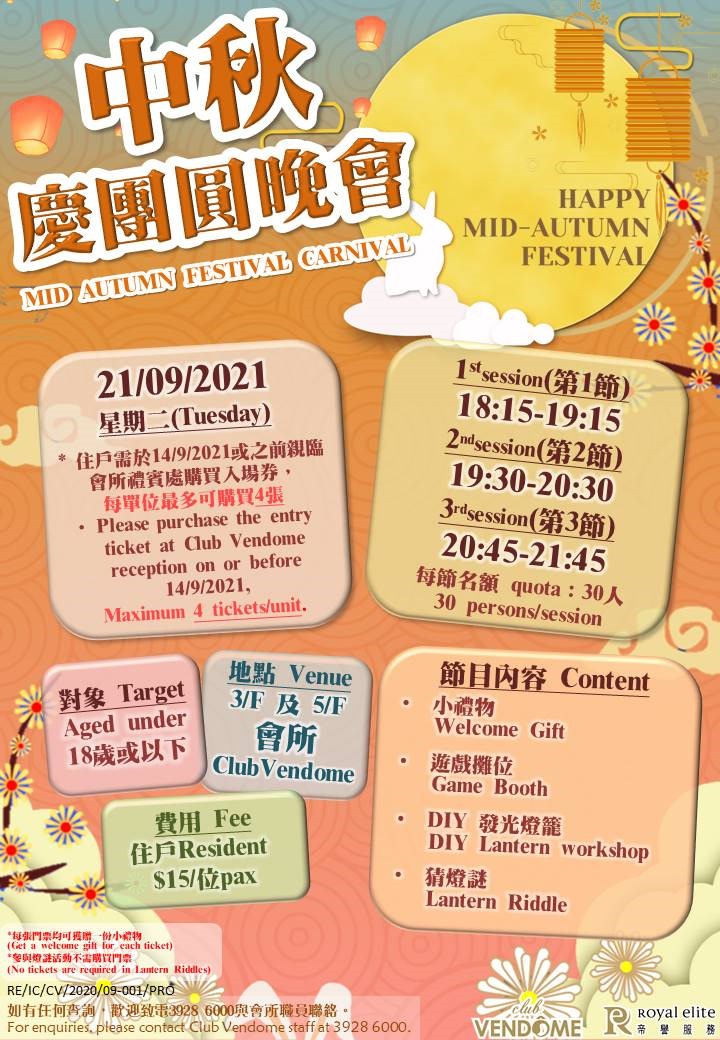 中秋
慶團圓晚會
MID AUTUMN FESTIVAL CARNIVAL
HAPPY
MID-AUTUMN
FESTIVAL
21/09/2021
星期二(Tuesday)
* 住戶需於14/9/2021或之前親臨
會所禮賓處購買入場券，
每單位最多可購買4張
· Please purchase the entry
ticket at Club Vendome
reception on or before
14/9/2021,
Maximum 4 tickets/unit.
1st session(第1節)
18:15-19:15
2nd session(第2節)
19:30-20:30
3rd session(第3節)
20:45-21:45
每節名額 quota：30人
30 persons/session
對象 Target
Aged under
18歲或以下
地點 Venue
3/F 及 5/F
會所
Club Vendome
費用 Fee
住戶Resident
$15/位pax
節目內容 Content
• 小禮物
Welcome Gift
• 遊戲攤位
Game Booth
• DIY 發光燈籠
DIY Lantern workshop
• 猜燈謎
Lantern Riddle
*每張門票均可獲贈一份小禮物
(Get a welcome gift for each ticket)
*參與燈謎活動不需購買門票
(No tickets are required in Lantern Riddles)
RE/IC/CV/2020/09-001/PRO
如有任何查詢，歡迎致電3928 6000與會所職員聯絡。
For enquiries, please contact Club Vendome staff at 3928 6000.
club
VENDOME
royal elite
帝譽服務